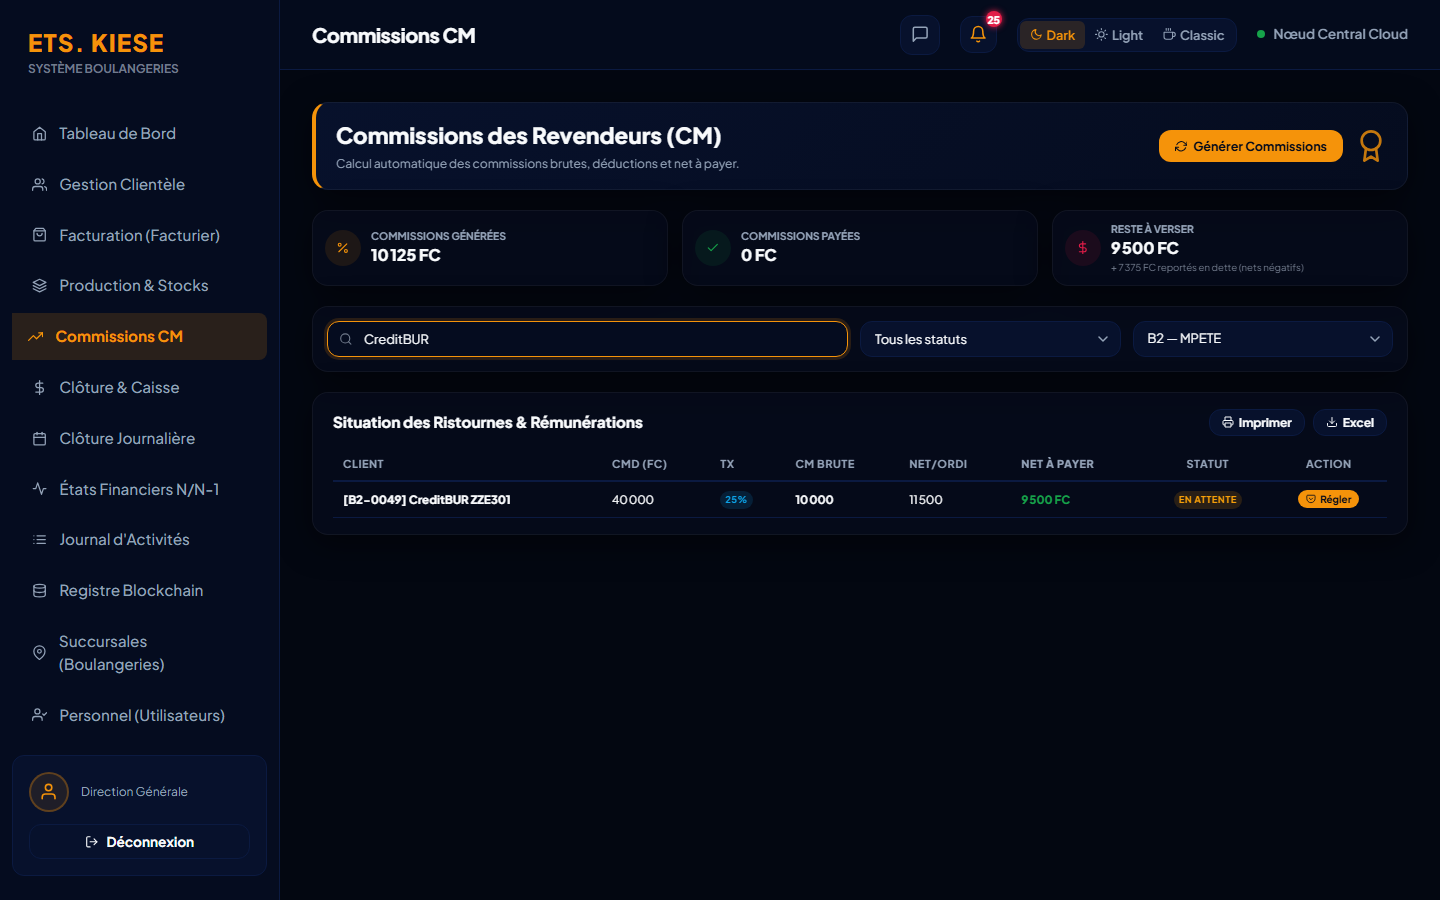 ETS. KIESE
SYSTÈME BOULANGERIES
Tableau de Bord
Gestion Clientèle
Facturation (Facturier)
Production & Stocks
Commissions CM
Clôture & Caisse
Clôture Journalière
États Financiers N/N-1
Journal d'Activités
Registre Blockchain
Succursales
(Boulangeries)
Personnel (Utilisateurs)
Direction Générale
Déconnexion
Commissions CM
25
Dark
Light
Classic
Nœud Central Cloud
Commissions des Revendeurs (CM)
Calcul automatique des commissions brutes, déductions et net à payer.
Générer Commissions
COMMISSIONS GÉNÉRÉES
10 125 FC
COMMISSIONS PAYÉES
0 FC
RESTE À VERSER
9 500 FC
+ 7 375 FC reportés en dette (nets négatifs)
CreditBUR
Tous les statuts
B2 — MPETE
Situation des Ristournes & Rémunérations
Imprimer
Excel
CLIENT CMD (FC) TX CM BRUTE NET/ORDI NET À PAYER STATUT ACTION
[B2-0049] CreditBUR ZZE301 40 000 25% 10 000 11 500 9 500 FC EN ATTENTE Régler